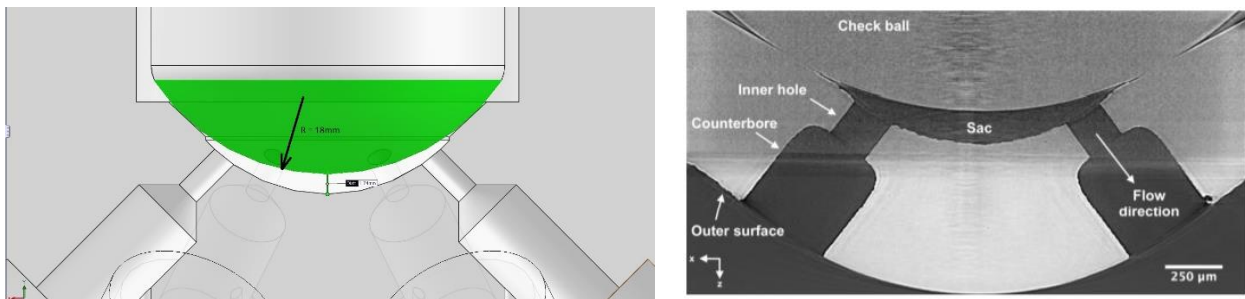 R = 18mm
Check ball
Inner hole
Sac
Counterbore
Flow
direction
Outer surface
x
z
250 μm